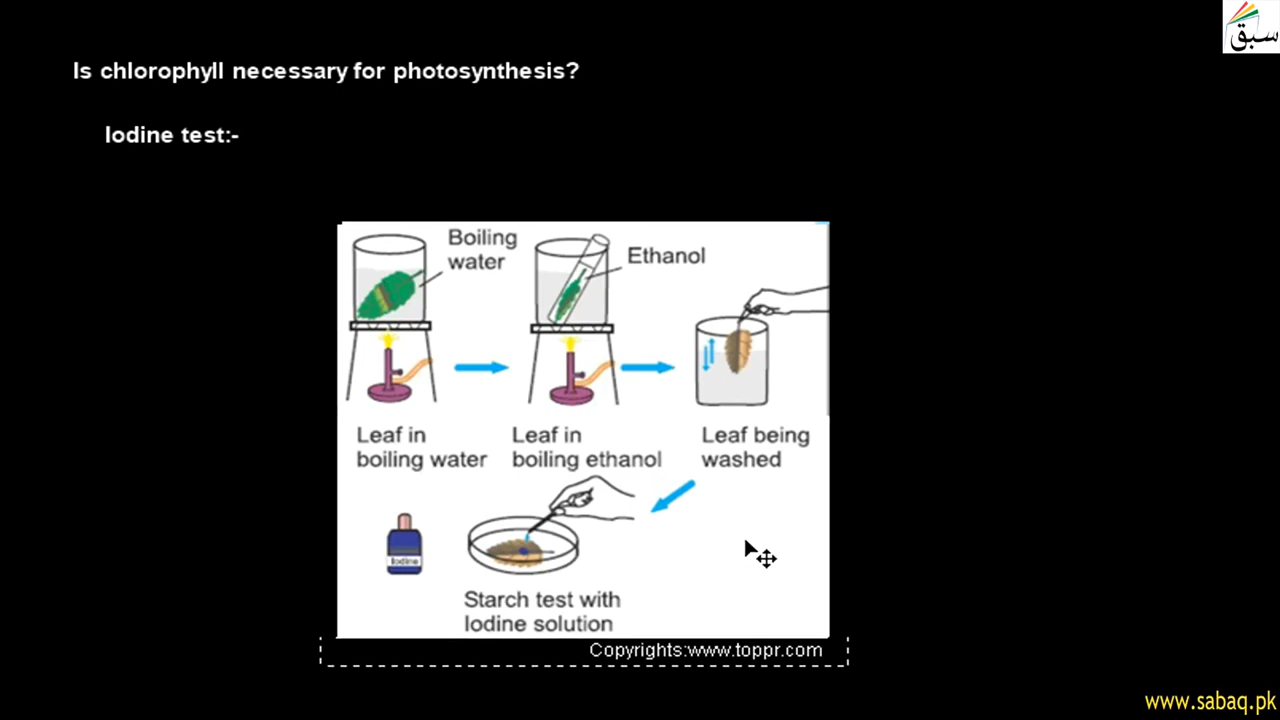 سبق
Is chlorophyll necessary for photosynthesis?
Iodine test:-
Boiling
water
Ethanol
Leaf in
boiling water
Leaf in
boiling ethanol
Leaf being
washed
Iodine
Starch test with
Iodine solution
Copyrights:www.toppr.com
www.sabaq.pk